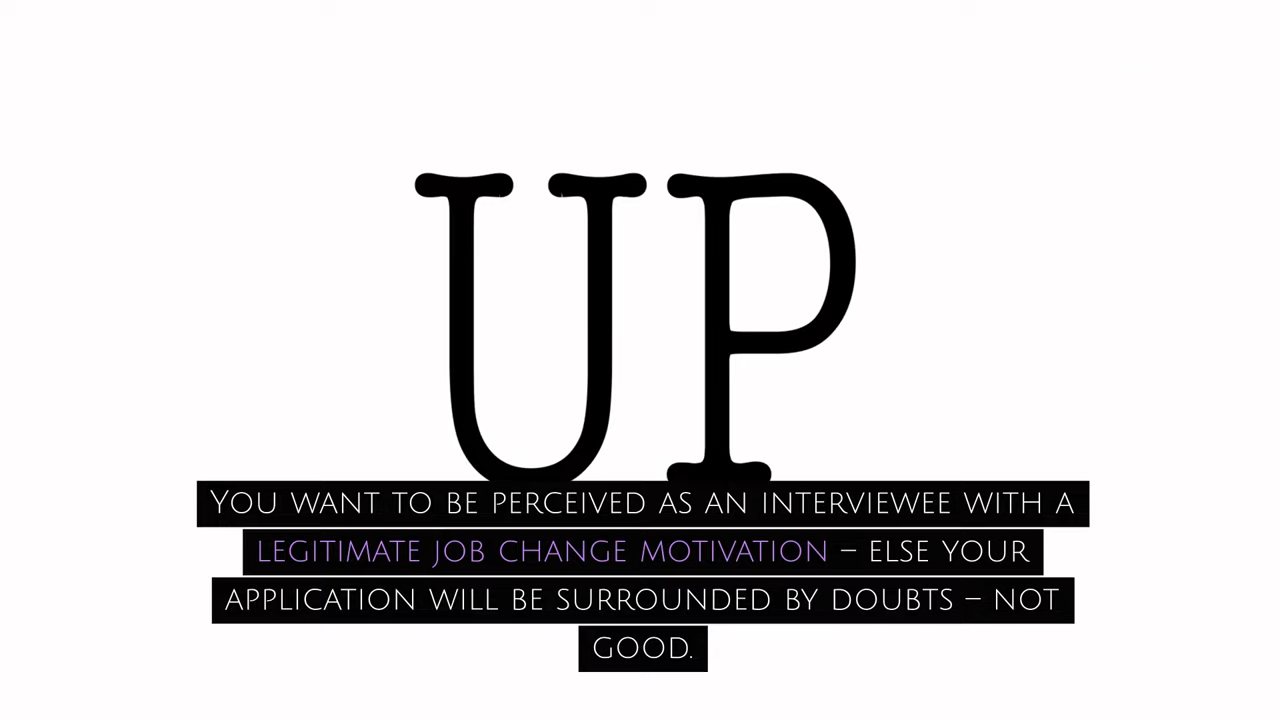 UP
You want to be perceived as an interviewee with a
legitimate job change motivation – else your
application will be surrounded by doubts – not
good.